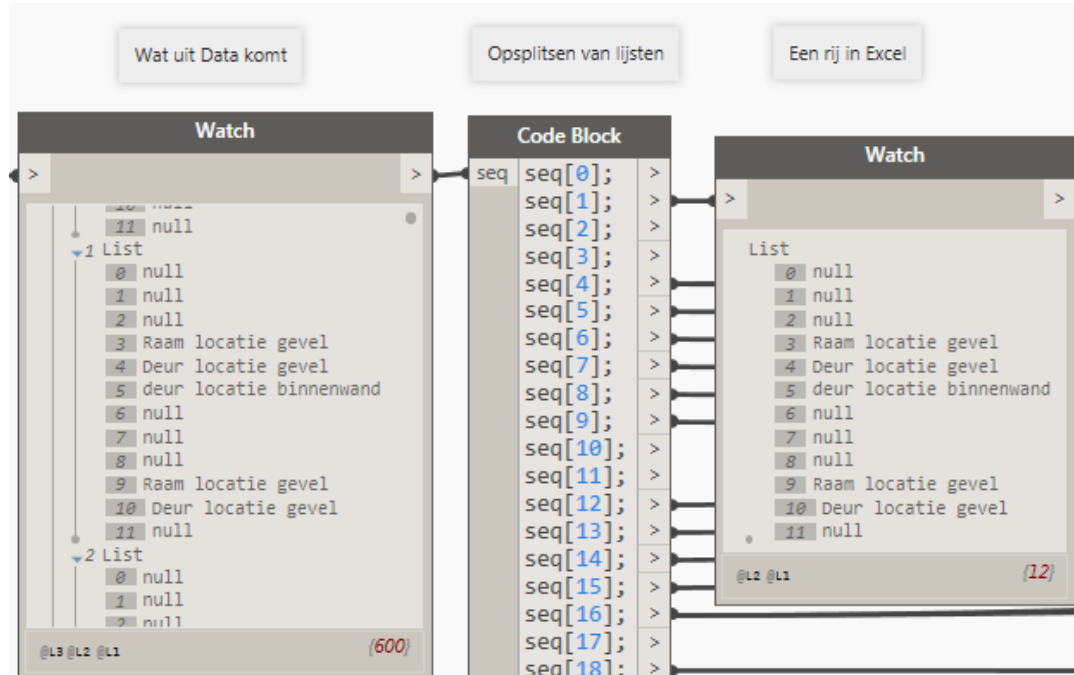 Wat uit Data komt
Opsplitsen van lijsten
Een rij in Excel
Watch
>
>
11 null
1 List
0 null
1 null
2 null
3 Raam locatie gevel
4 Deur locatie gevel
5 deur locatie binnenwand
6 null
7 null
8 null
9 Raam locatie gevel
10 Deur locatie gevel
11 null
2 List
0 null
1 null
2 null
@L3 @L2 @L1
{600}
Code Block
seq
seq[0]; >
seq[1]; >
seq[2]; >
seq[3]; >
seq[4]; >
seq[5]; >
seq[6]; >
seq[7]; >
seq[8]; >
seq[9]; >
seq[10]; >
seq[11]; >
seq[12]; >
seq[13]; >
seq[14]; >
seq[15]; >
seq[16]; >
seq[17]; >
seq[18]; >
Watch
>
>
List
0 null
1 null
2 null
3 Raam locatie gevel
4 Deur locatie gevel
5 deur locatie binnenwand
6 null
7 null
8 null
9 Raam locatie gevel
10 Deur locatie gevel
11 null
@L2 @L1
{12}